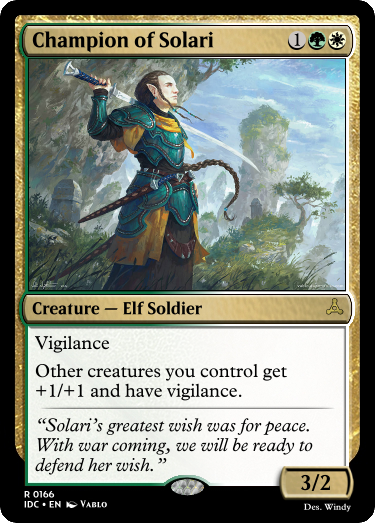 Champion of Solari 1
Creature — Elf Soldier
Vigilance
Other creatures you control get
+1/+1 and have vigilance.
“Solari’s greatest wish was for peace.
With war coming, we will be ready to
defend her wish.”
3/2
R 0166
IDC • EN VABLO
Des. Windy